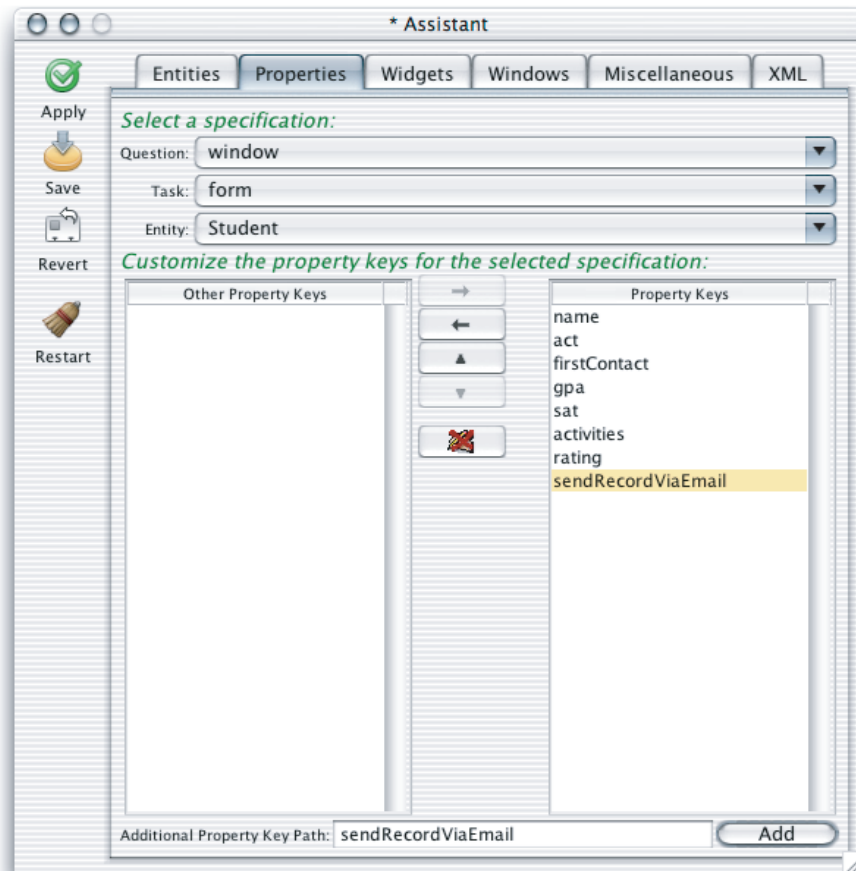 * Assistant
Entities Properties Widgets Windows Miscellaneous XML
Apply
Save
Revert
Restart
Select a specification:
Question: window
Task: form
Entity: Student
Customize the property keys for the selected specification:
Other Property Keys
Property Keys
name
act
firstContact
gpa
sat
activities
rating
sendRecordViaEmail
Additional Property Key Path: sendRecordViaEmail Add